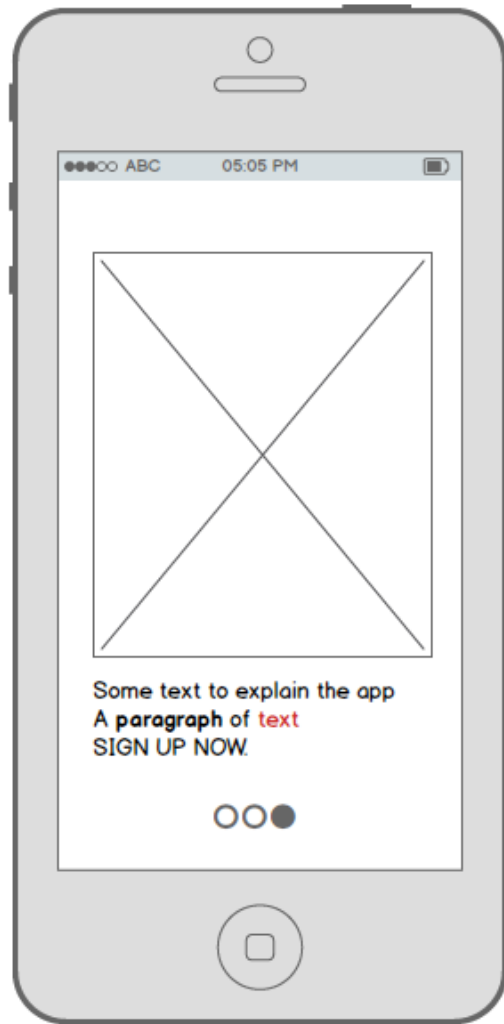 ABC 05:05 PM
Some text to explain the app
A paragraph of text
SIGN UP NOW.